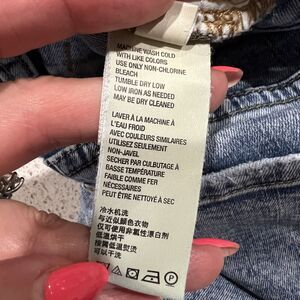 MACHINE WASH COLD
WITH LIKE COLORS
USE ONLY NON-CHLORINE
BLEACH
TUMBLE DRY LOW
LOW IRON AS NEEDED
MAY BE DRY CLEANED
LAVER À LA MACHINE À
L'EAU FROID
AVEC COULEURS SIMILAIRES
UTILISEZ SEULEMENT
NON-JAVEL
SECHER PAR CULBUTAGE À
BASSE TEMPÉRATURE
FAIBLE COMME FER
NÉCESSAIRES
PEUT ÊTRE NETTOYÉ À SEC
冷水机洗
与近似颜色衣物
仅可使用非氯性漂白剂
低温烘干
按需低温熨烫
可以干洗
P